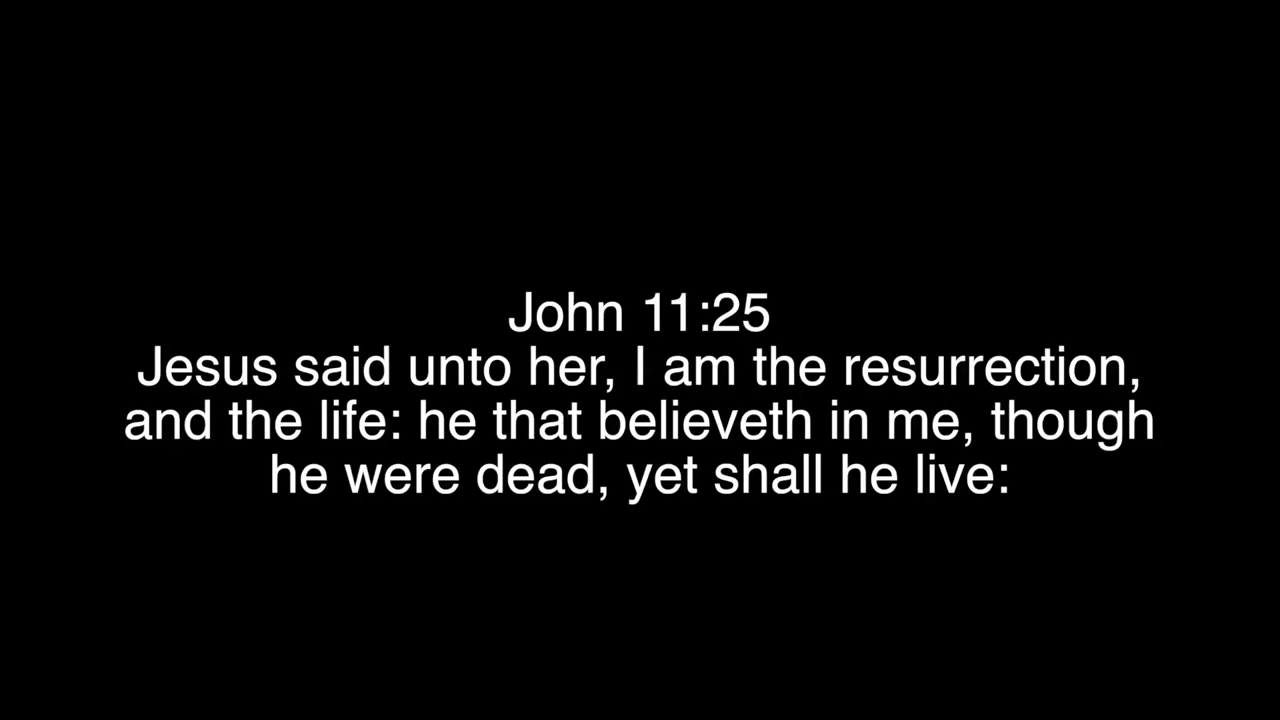 John 11:25
Jesus said unto her, I am the resurrection,
and the life: he that believeth in me, though
he were dead, yet shall he live: